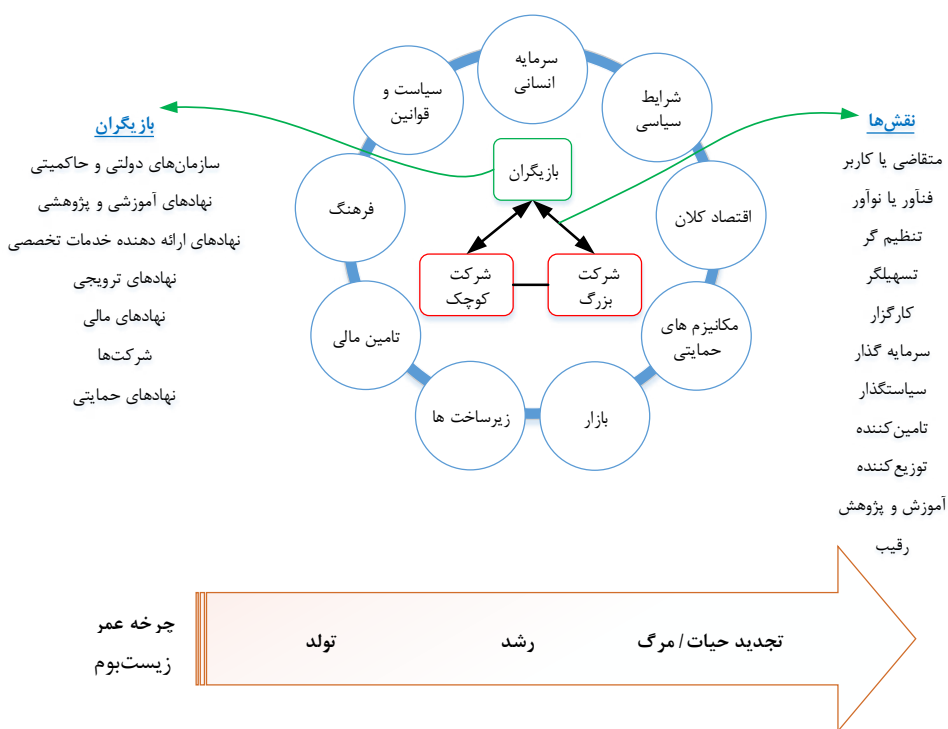 سرمایه
انسانی
شرایط
سیاسی
اقتصاد کلان
مکانیزم های
حمایتی
بازار
زیرساخت ها
تامین مالی
فرهنگ
سیاست و
قوانین
بازیگران
شرکت
بزرگ
شرکت
کوچک
نقش‌ها
متقاضی یا کاربر
فنآور یا نوآور
تنظیم گر
تسهیلگر
کارگزار
سرمایه گذار
سیاستگذار
تامین‌کننده
توزیع‌کننده
آموزش و پژوهش
رقیب
بازیگران
سازمان‌های دولتی و حاکمیتی
نهادهای آموزشی و پژوهشی
نهادهای ارائه دهنده خدمات تخصصی
نهادهای ترویجی
نهادهای مالی
شرکت‌ها
نهادهای حمایتی
چرخه عمر
زیست‌بوم
تولد
رشد
تجدید حیات / مرگ